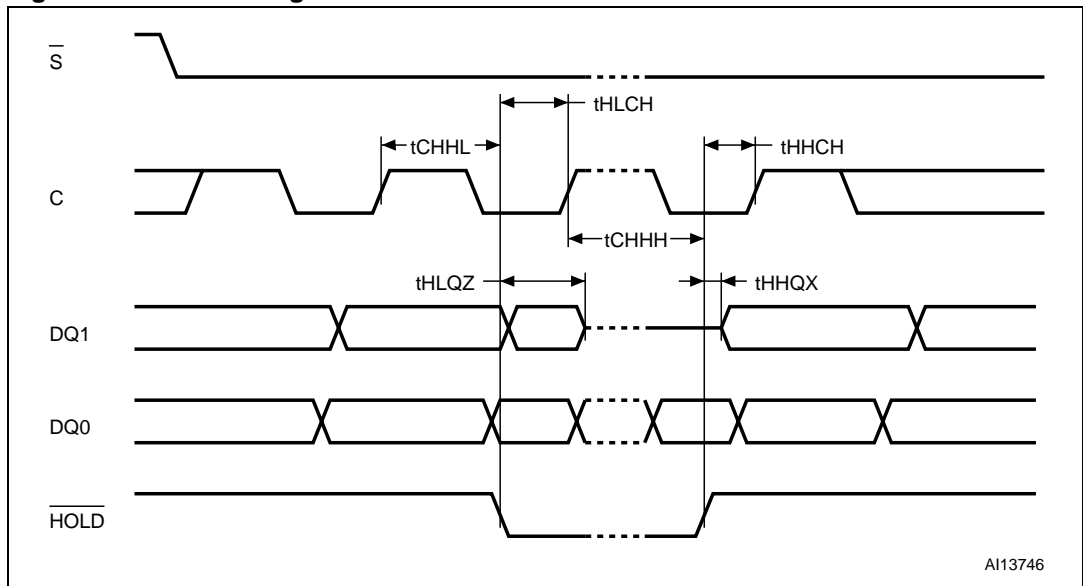 S
tHLCH
tCHHL
tHHCH
C
tCHHH
tHLQZ
tHHQX
DQ1
DQ0
HOLD
AI13746